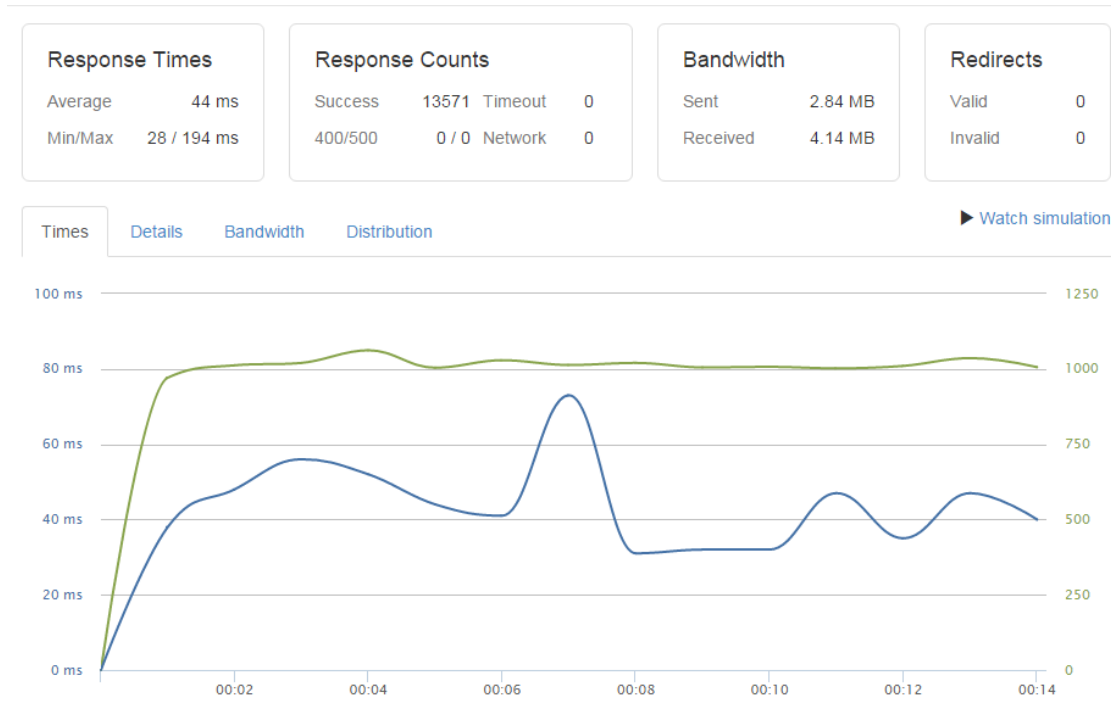 Response Times
Average 44 ms
Min/Max 28 / 194 ms
Response Counts
Success 13571 Timeout 0
400/500 0 / 0 Network 0
Bandwidth
Sent 2.84 MB
Received 4.14 MB
Redirects
Valid 0
Invalid 0
Times Details Bandwidth Distribution
Watch simulation
100 ms 1250
80 ms 1000
60 ms 750
40 ms 500
20 ms 250
0 ms 0
00:02 00:04 00:06 00:08 00:10 00:12 00:14